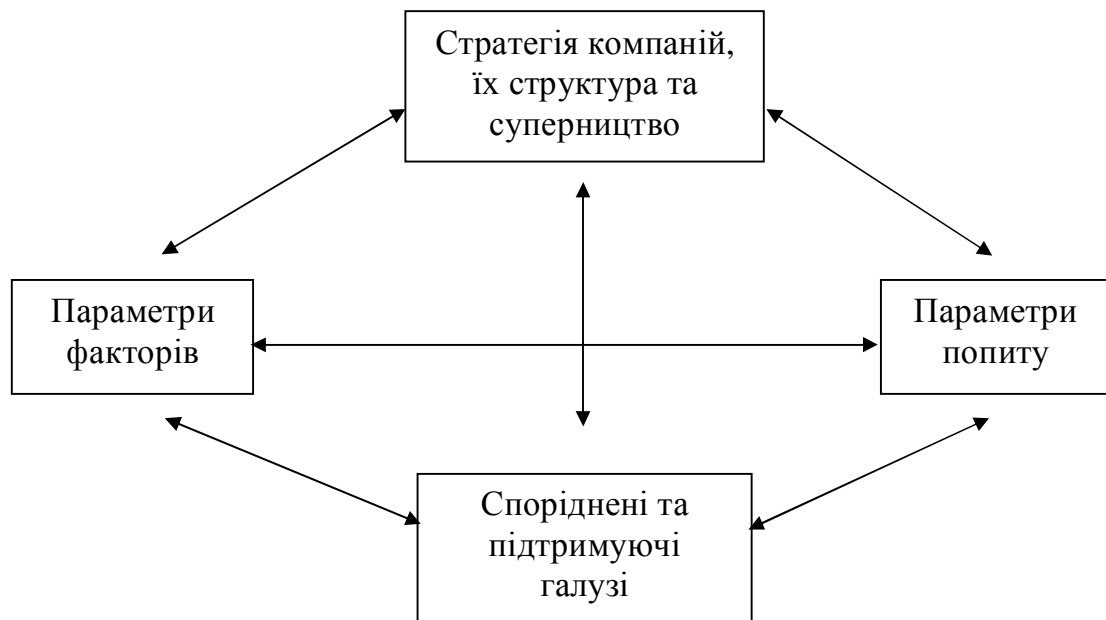 Стратегія компаній,
їх структура та
суперництво
Параметри
факторів
Параметри
попиту
Споріднені та
підтримуючі
галузі